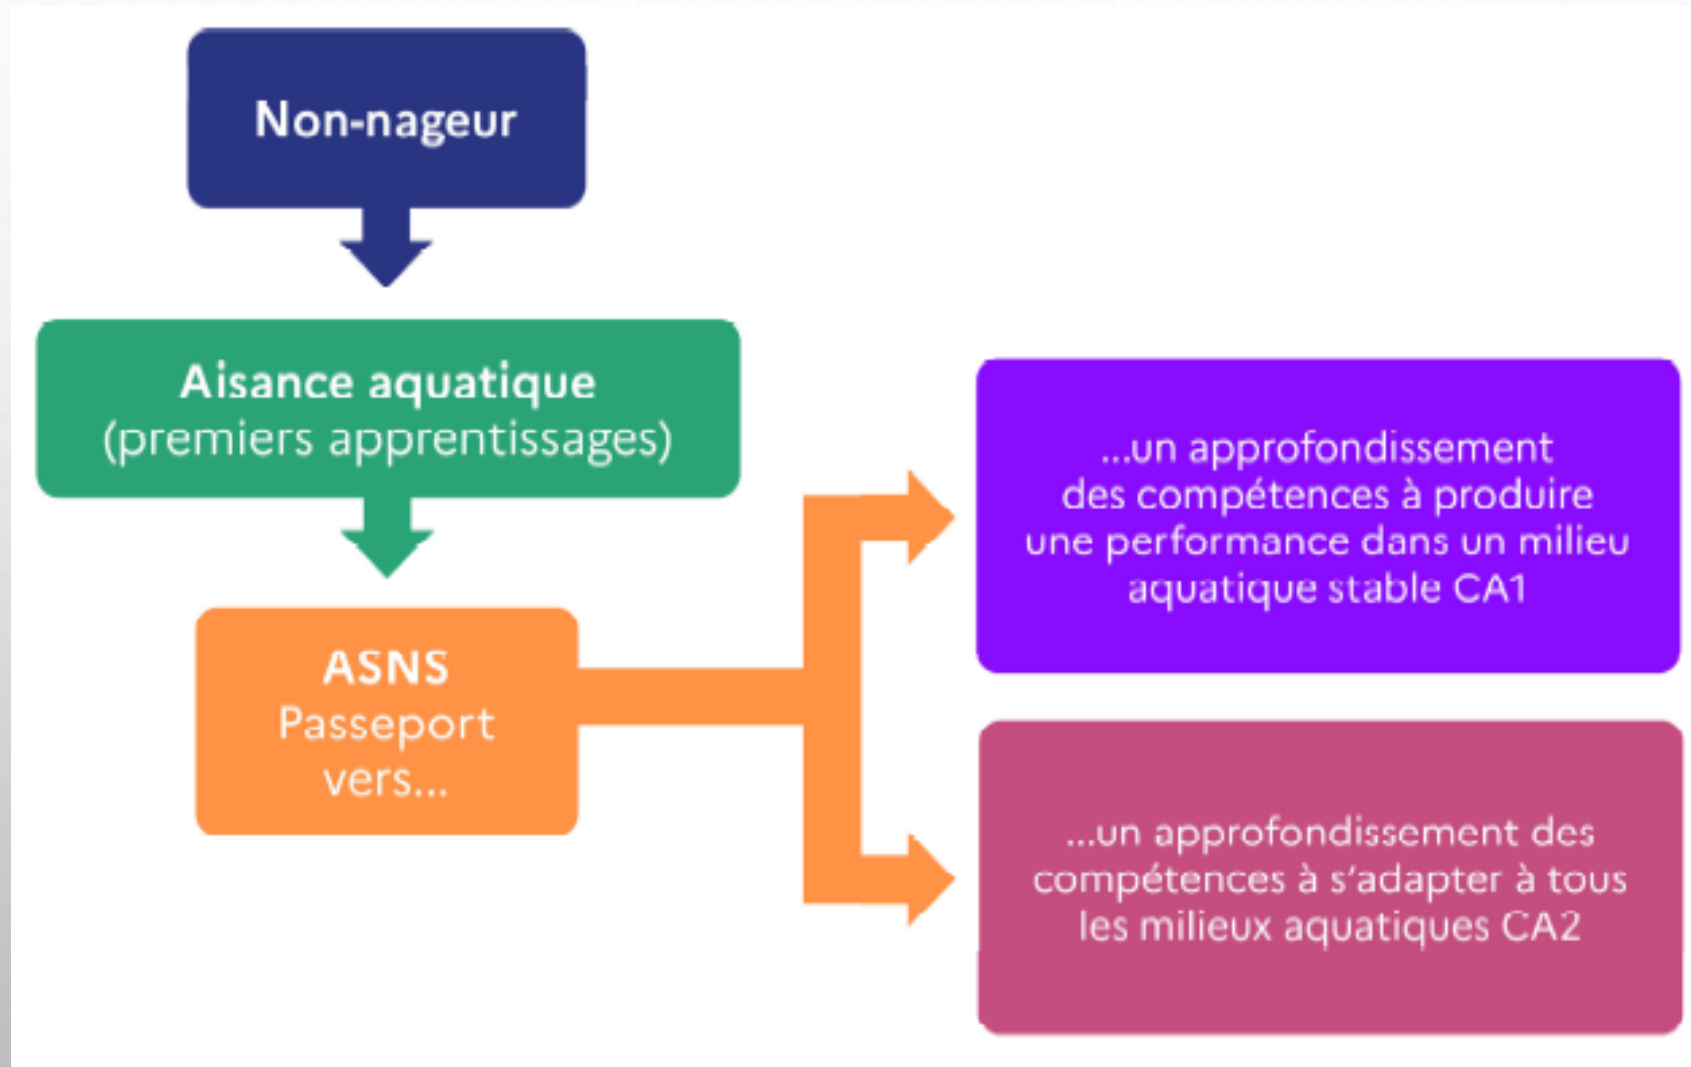 Non-nageur
Aisance aquatique
(premiers apprentissages)
ASNS
Passeport
vers...
...un approfondissement
des compétences à produire
une performance dans un milieu
aquatique stable CA1
...un approfondissement des
compétences à s'adapter à tous
les milieux aquatiques CA2